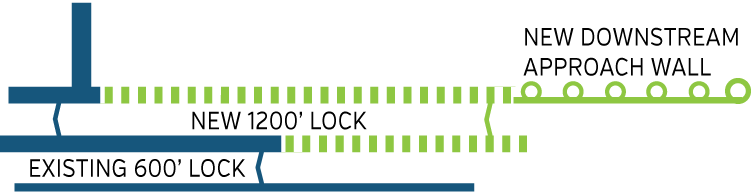 NEW DOWNSTREAM
APPROACH WALL
NEW 1200' LOCK
EXISTING 600' LOCK